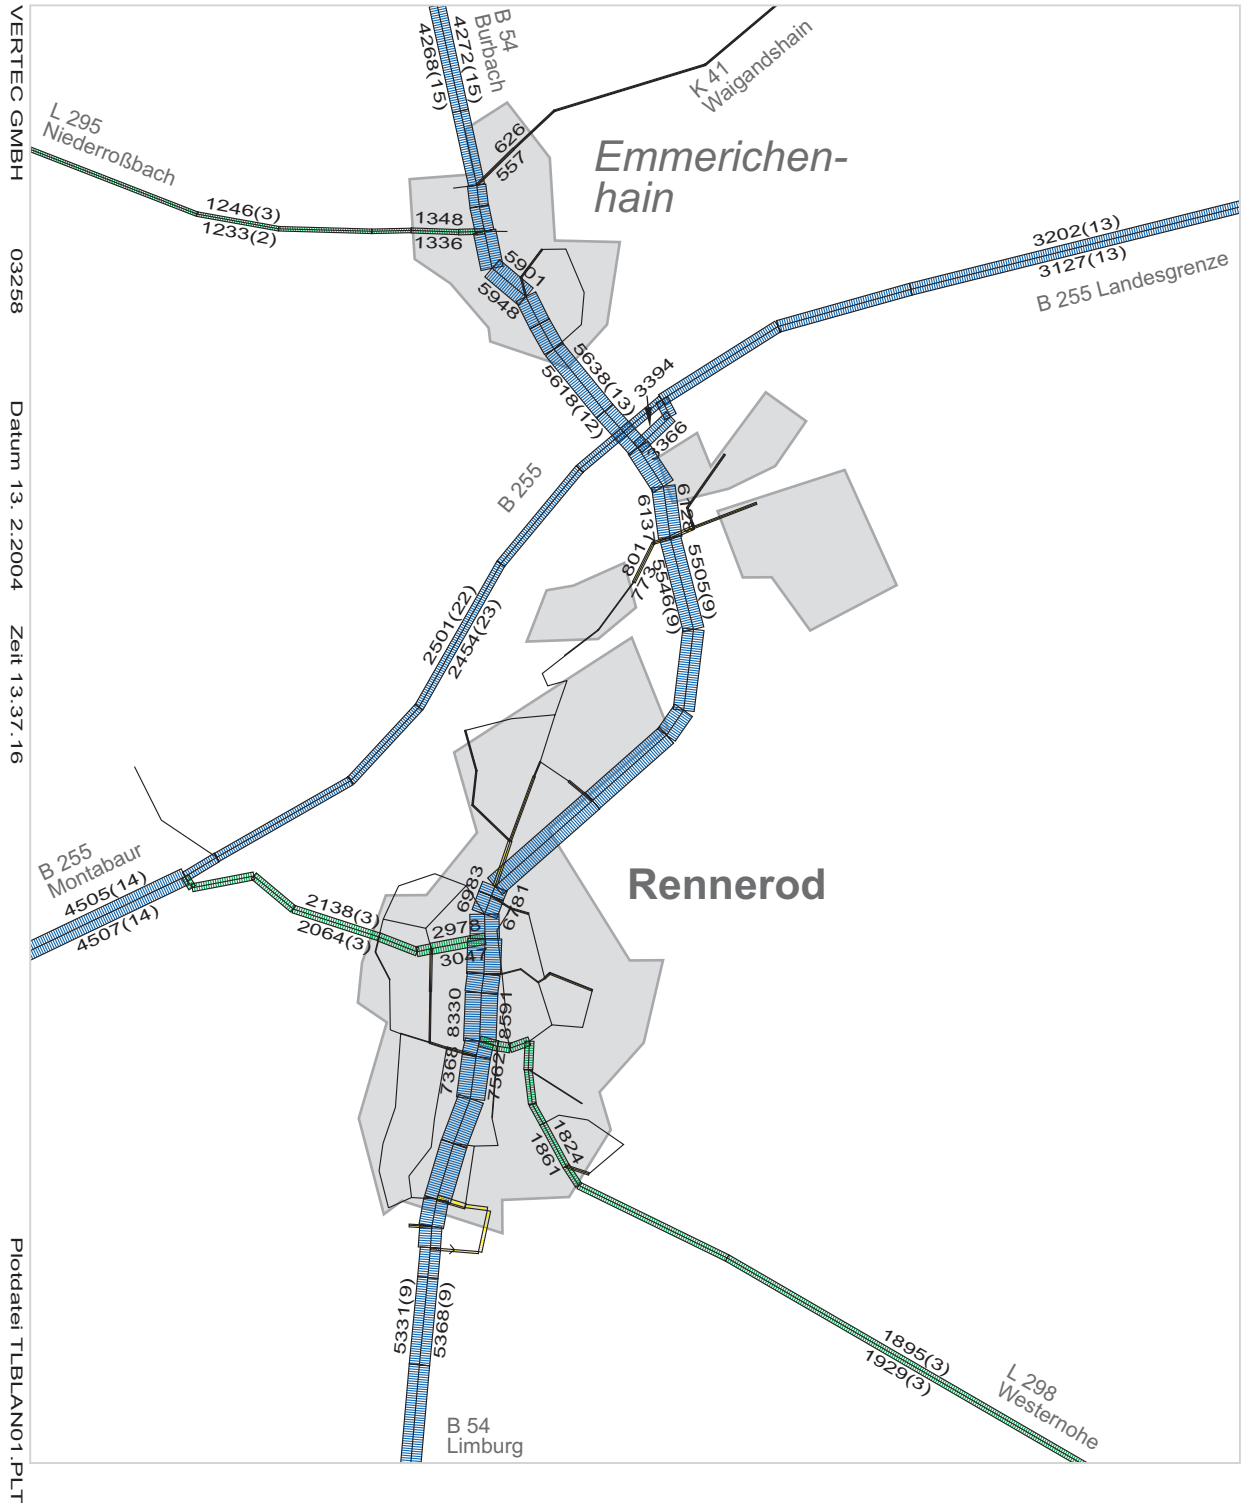 VERTEC GMBH 03258 Datum 13. 2.2004 Zeit 13.37.16 Plotdatei TLBLAN01.PLT
B 54
Burbach
4272(15)
4268(15)
K 41
Waigandshain
L 295
Niederroßbach
626
557
Emmerichen-
hain
1246(3)
1233(2)
1348
1336
3202(13)
3127(13)
B 255 Landesgrenze
5901
5948
5638(13)
5618(12)
3394
3366
B 255
6128
6137
801
773
5505(9)
5546(9)
2501(22)
2454(23)
B 255
Montabaur
4505(14)
4507(14)
Rennerod
6983
6781
2138(3)
2064(3)
2978
3047
8330
8591
7368
7562
1824
1861
5331(9)
5368(9)
1895(3)
1929(3)
L 298
Westernohe
B 54
Limburg